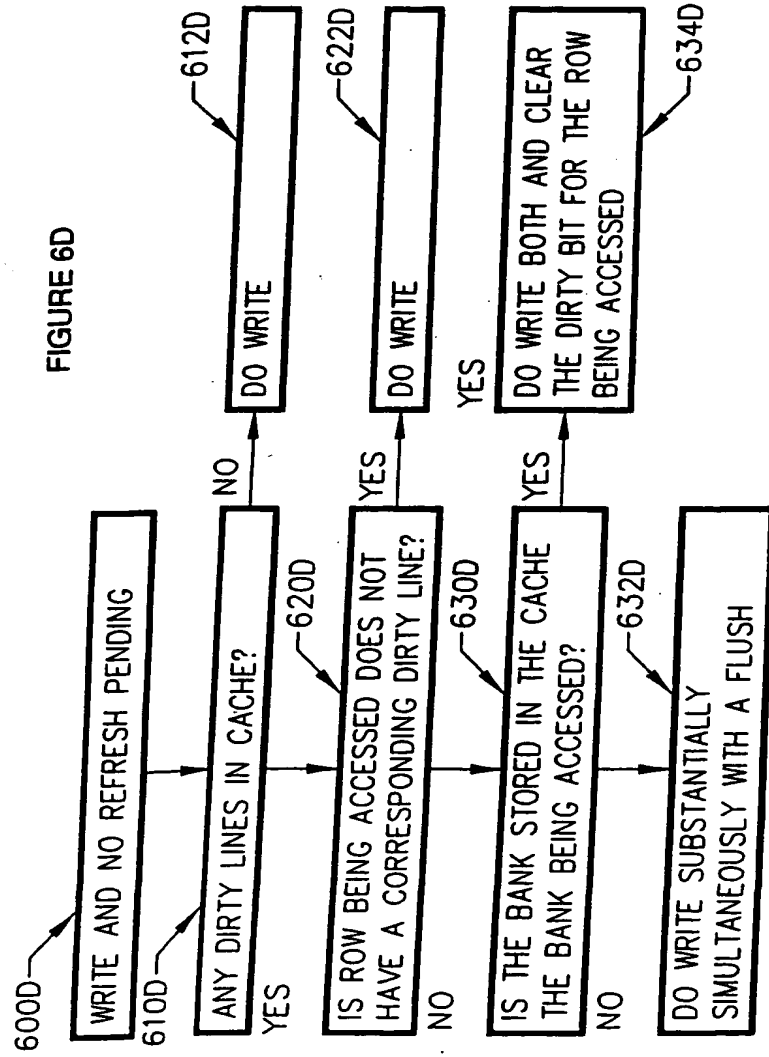 FIGURE 6D
600D
WRITE AND NO REFRESH PENDING
610D
ANY DIRTY LINES IN CACHE?
NO
612D
DO WRITE
YES
620D
IS ROW BEING ACCESSED DOES NOT
HAVE A CORRESPONDING DIRTY LINE?
YES
622D
DO WRITE
NO
630D
IS THE BANK STORED IN THE CACHE
THE BANK BEING ACCESSED?
YES
YES
634D
DO WRITE BOTH AND CLEAR
THE DIRTY BIT FOR THE ROW
BEING ACCESSED
NO
632D
DO WRITE SUBSTANTIALLY
SIMULTANEOUSLY WITH A FLUSH